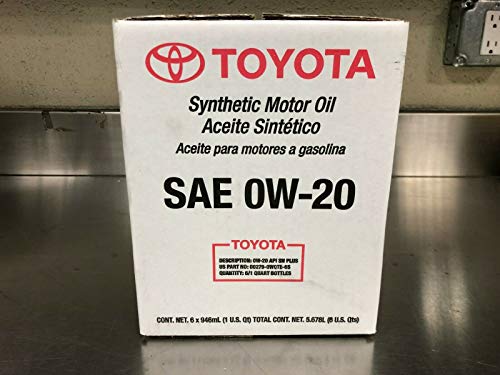 TOYOTA
Synthetic Motor Oil
Aceite Sintético
Aceite para motores a gasolina
SAE 0W-20
TOYOTA
DESCRIPTION: 0W-20 API SN PLUS
US PART NO: 00279-0WQTE-6S
QUANTITY: 6/1 QUART BOTTLES
CONT. NET. 6 x 946mL (1 U.S. Qt) TOTAL CONT. NET. 5.678L (6 U.S. Qts)